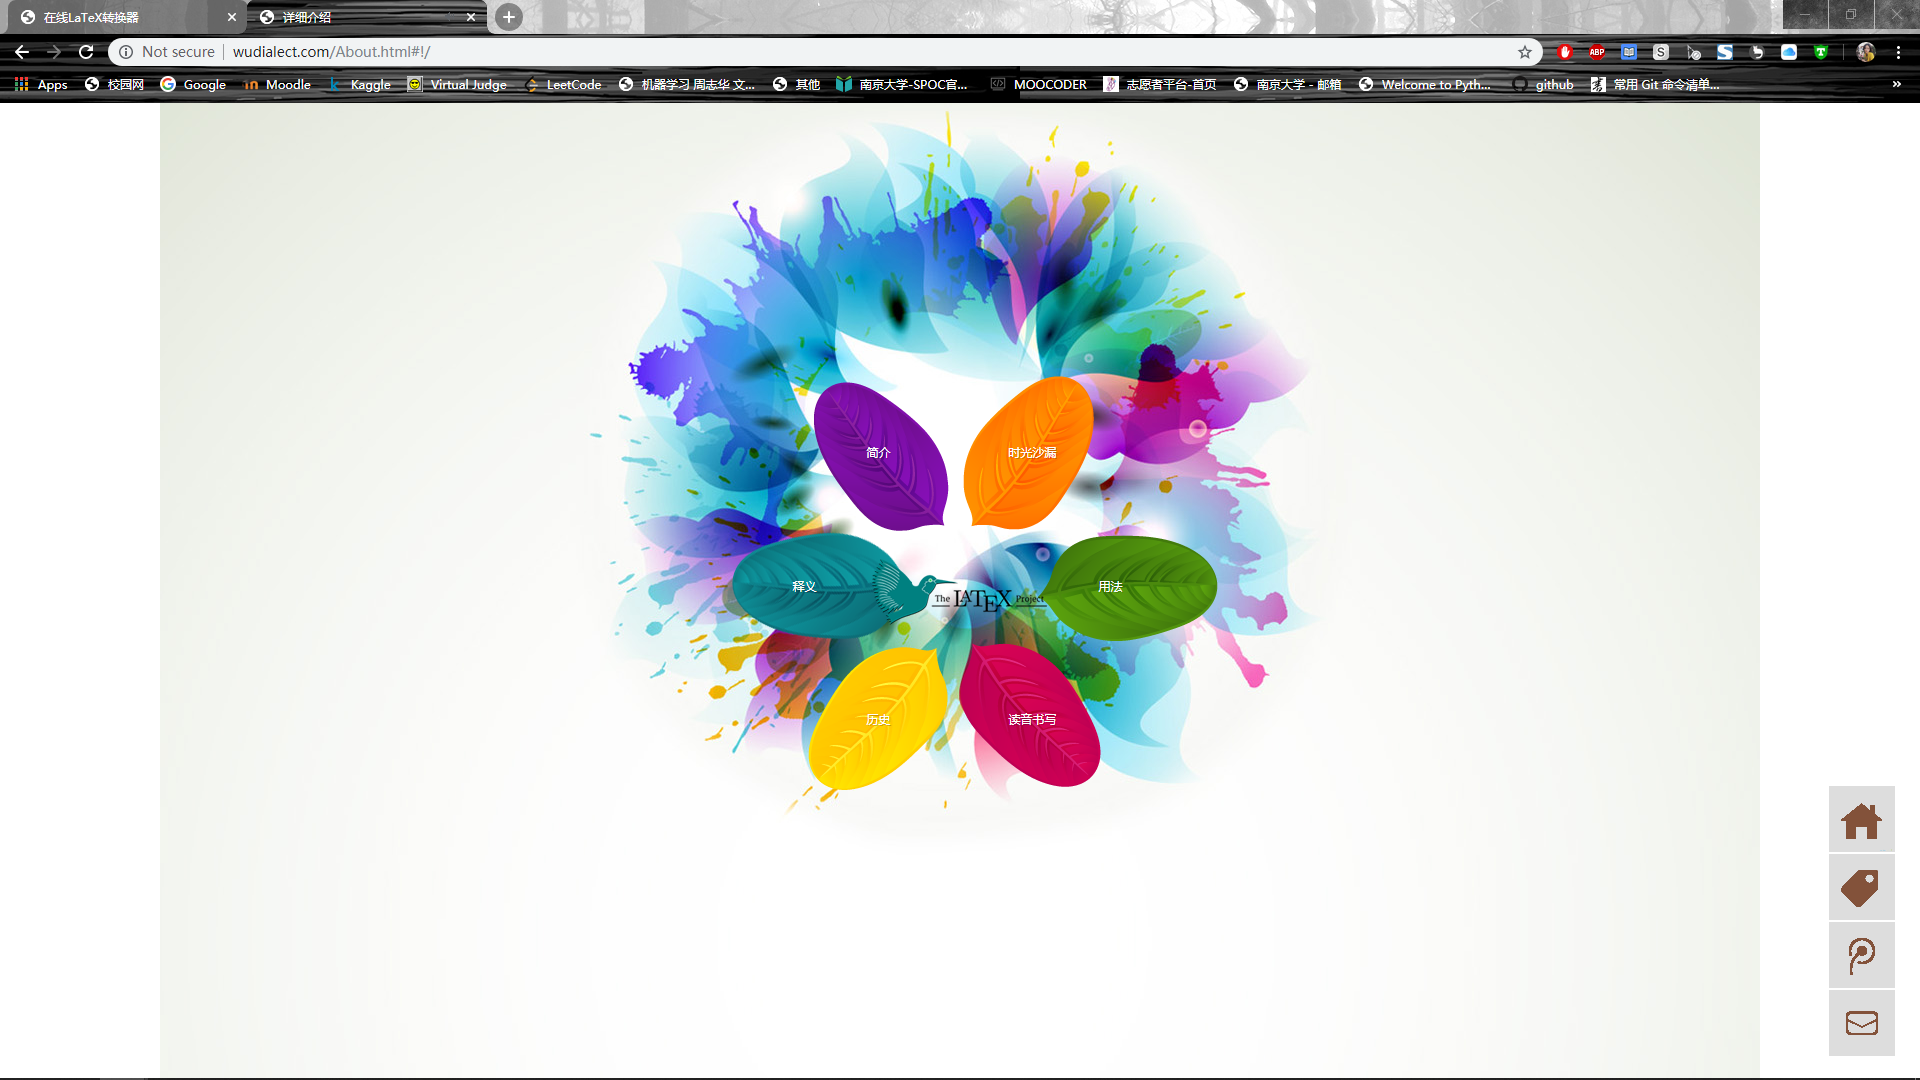 在线LaTeX转换器
详细介绍
Not secure | wudialect.com/About.html#!/
Apps 校园网 Google Moodle Kaggle Virtual Judge LeetCode 机器学习 周志华 文... 其他 南京大学-SPOC官... MOOCODER 志愿者平台-首页 南京大学 - 邮箱 Welcome to Pyth... github 常用 Git 命令清单... »
简介
时光沙漏
释义
The LATEX Project
用法
历史
读音书写